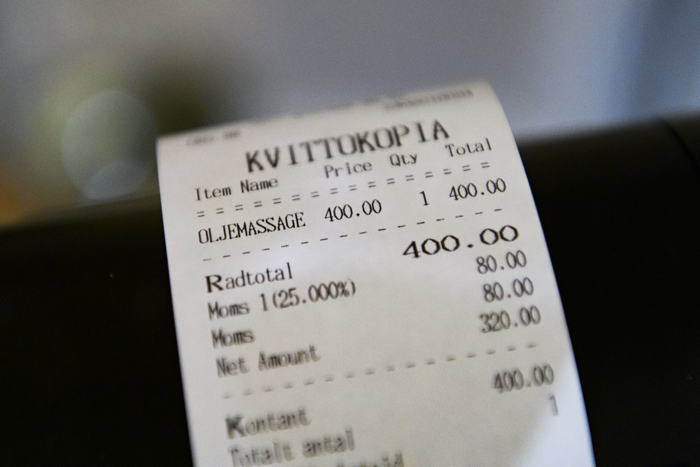 KVITTOKOPIA
Item Name Price Qty Total
= = = = = = = = = = = = = = = =
OLJEMASSAGE 400.00 1 400.00
- - - - - - - - - - - - - - - -
Radtotal 400.00
Moms 1(25.000%) 80.00
Moms 80.00
Net Amount 320.00
- - - - - - - - - - - - - - - -
Kontant 400.00
Totalt antal 1